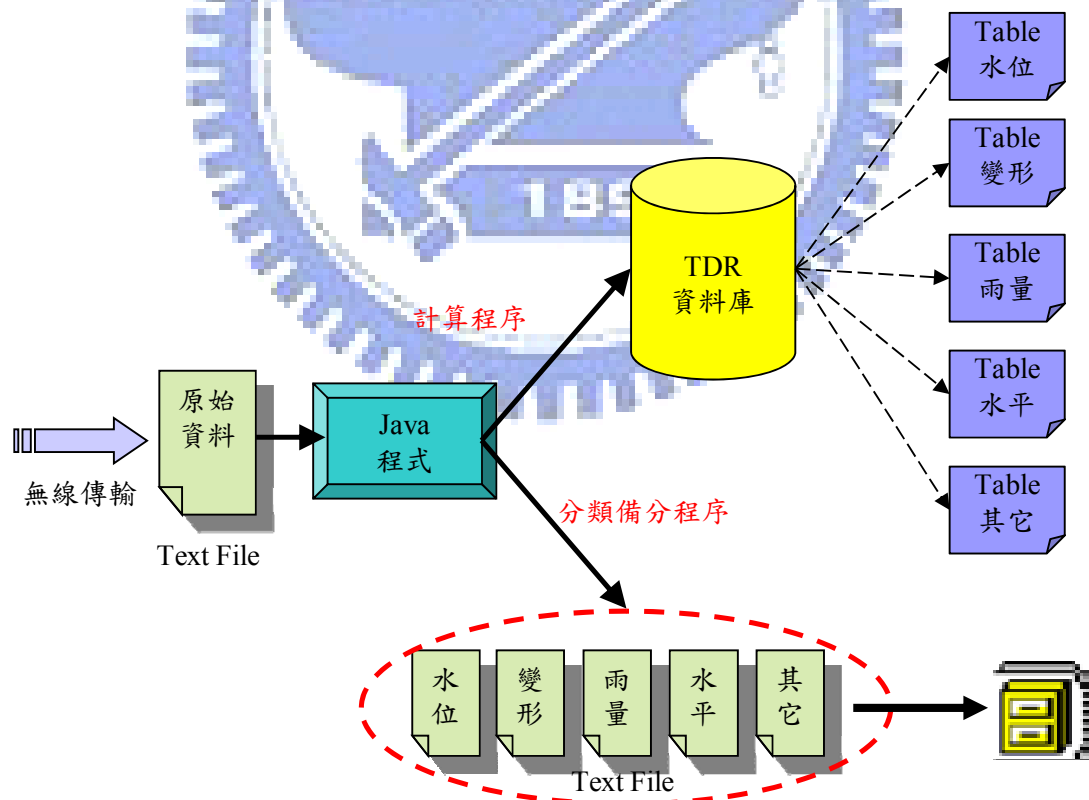 Table
水位
Table
變形
Table
雨量
Table
水平
Table
其它
TDR
資料庫
計算程序
原始
資料
Java
程式
無線傳輸
Text File
分類備分程序
水
位
變
形
雨
量
水
平
其
它
Text File